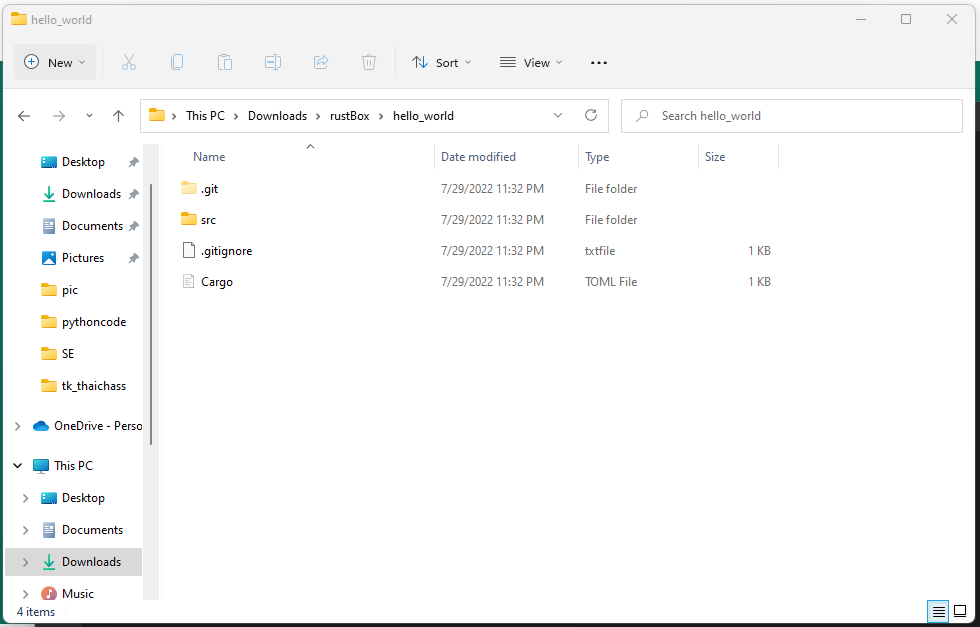 hello_world
New Sort View
This PC > Downloads > rustBox > hello_world
Search hello_world
Desktop
Downloads
Documents
Pictures
pic
pythoncode
SE
tk_thaichass
OneDrive - Perso
This PC
Desktop
Documents
Downloads
Music
Name Date modified Type Size
.git 7/29/2022 11:32 PM File folder
src 7/29/2022 11:32 PM File folder
.gitignore 7/29/2022 11:32 PM txtfile 1 KB
Cargo 7/29/2022 11:32 PM TOML File 1 KB
4 items